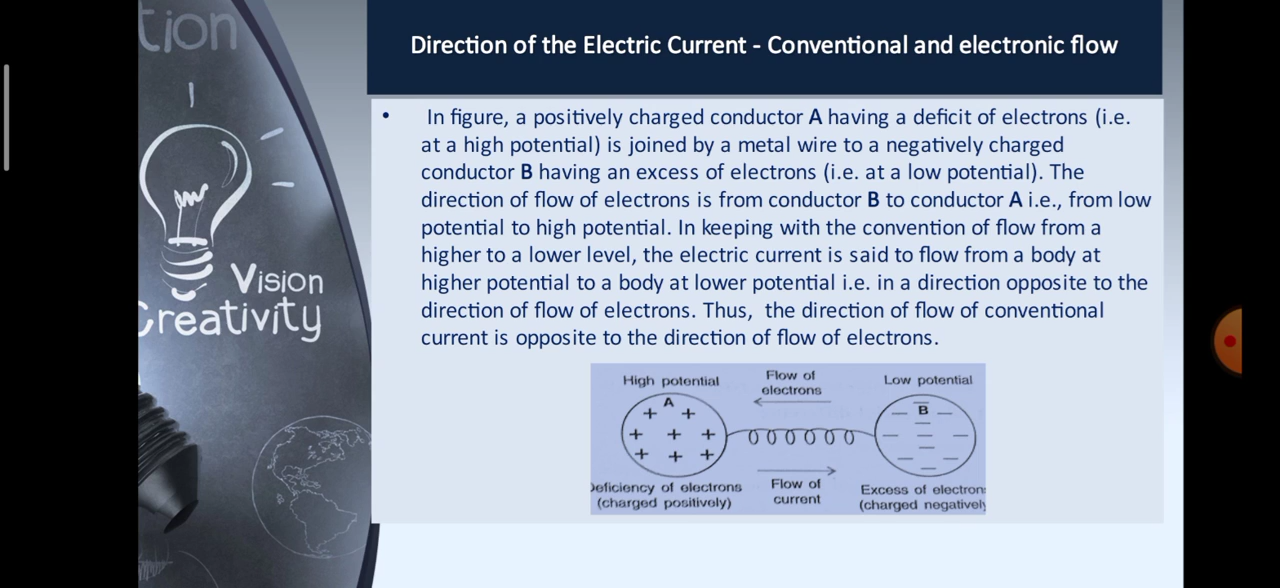 tion
Vision
Creativity
Direction of the Electric Current - Conventional and electronic flow
• In figure, a positively charged conductor A having a deficit of electrons (i.e.
at a high potential) is joined by a metal wire to a negatively charged
conductor B having an excess of electrons (i.e. at a low potential). The
direction of flow of electrons is from conductor B to conductor A i.e., from low
potential to high potential. In keeping with the convention of flow from a
higher to a lower level, the electric current is said to flow from a body at
higher potential to a body at lower potential i.e. in a direction opposite to the
direction of flow of electrons. Thus, the direction of flow of conventional
current is opposite to the direction of flow of electrons.
High potential
Flow of
electrons
Low potential
A
B
Deficiency of electrons
(charged positively)
Flow of
current
Excess of electron
(charged negatively